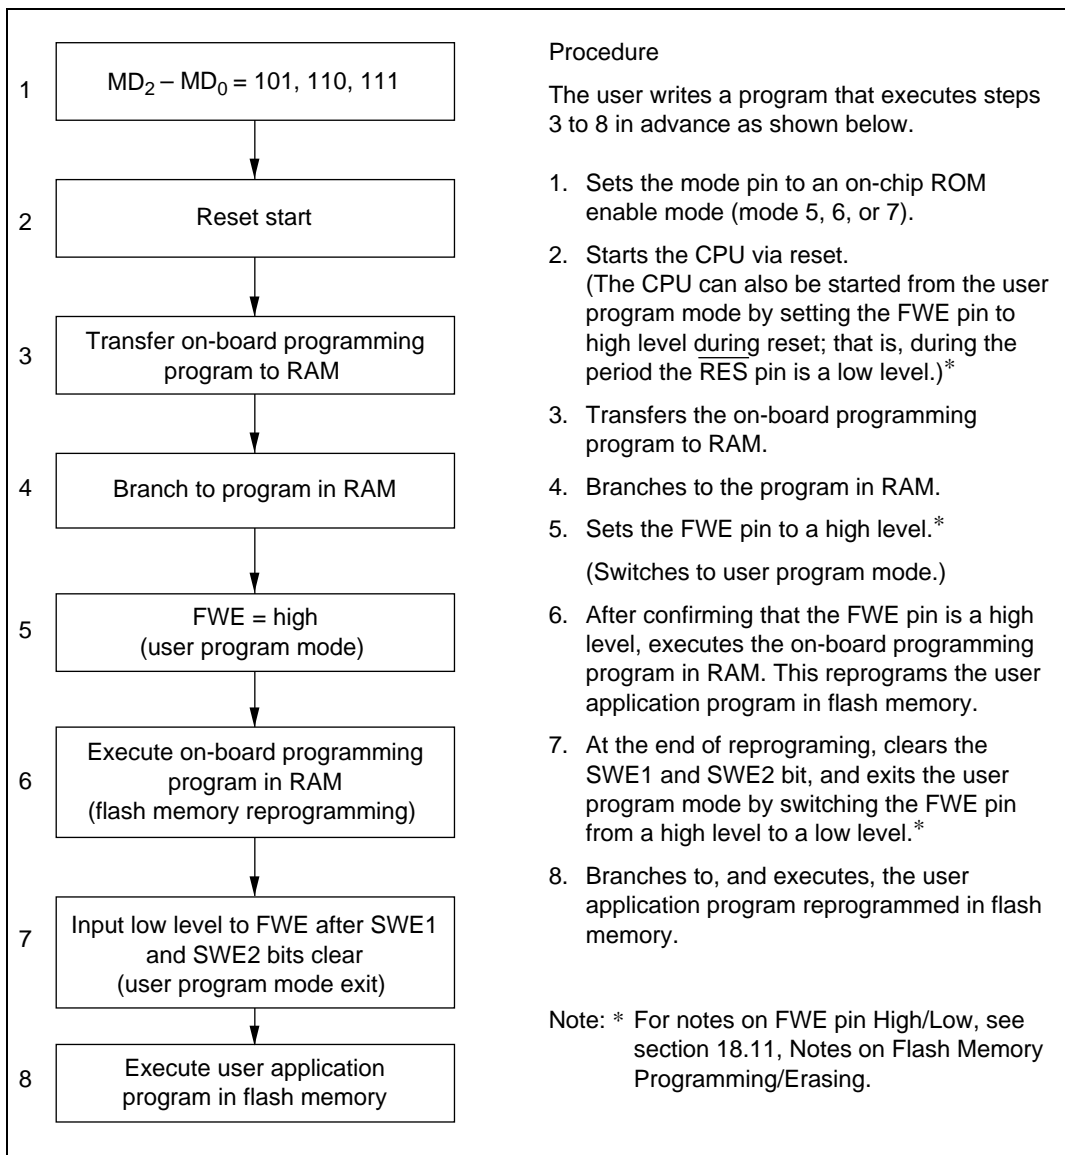 1
MD2 – MD0 = 101, 110, 111
2
Reset start
3
Transfer on-board programming
program to RAM
4
Branch to program in RAM
5
FWE = high
(user program mode)
6
Execute on-board programming
program in RAM
(flash memory reprogramming)
7
Input low level to FWE after SWE1
and SWE2 bits clear
(user program mode exit)
8
Execute user application
program in flash memory
Procedure
The user writes a program that executes steps
3 to 8 in advance as shown below.
1. Sets the mode pin to an on-chip ROM
enable mode (mode 5, 6, or 7).
2. Starts the CPU via reset.
(The CPU can also be started from the user
program mode by setting the FWE pin to
high level during reset; that is, during the
period the RES pin is a low level.)*
3. Transfers the on-board programming
program to RAM.
4. Branches to the program in RAM.
5. Sets the FWE pin to a high level.*
(Switches to user program mode.)
6. After confirming that the FWE pin is a high
level, executes the on-board programming
program in RAM. This reprograms the user
application program in flash memory.
7. At the end of reprograming, clears the
SWE1 and SWE2 bit, and exits the user
program mode by switching the FWE pin
from a high level to a low level.*
8. Branches to, and executes, the user
application program reprogrammed in flash
memory.
Note: * For notes on FWE pin High/Low, see
section 18.11, Notes on Flash Memory
Programming/Erasing.